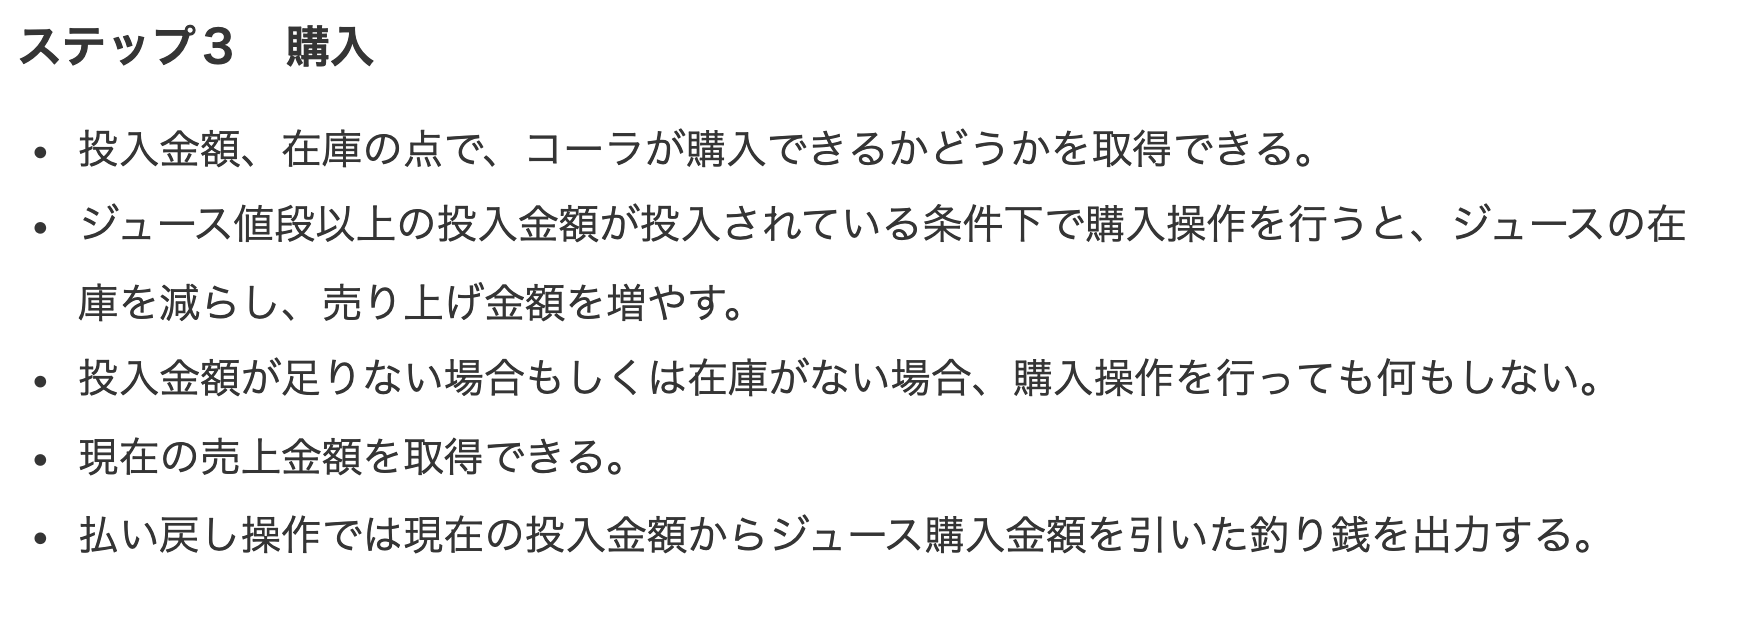 ステップ３　購入
• 投入金額、在庫の点で、コーラが購入できるかどうかを取得できる。
• ジュース値段以上の投入金額が投入されている条件下で購入操作を行うと、ジュースの在
庫を減らし、売り上げ金額を増やす。
• 投入金額が足りない場合もしくは在庫がない場合、購入操作を行っても何もしない。
• 現在の売上金額を取得できる。
• 払い戻し操作では現在の投入金額からジュース購入金額を引いた釣り銭を出力する。